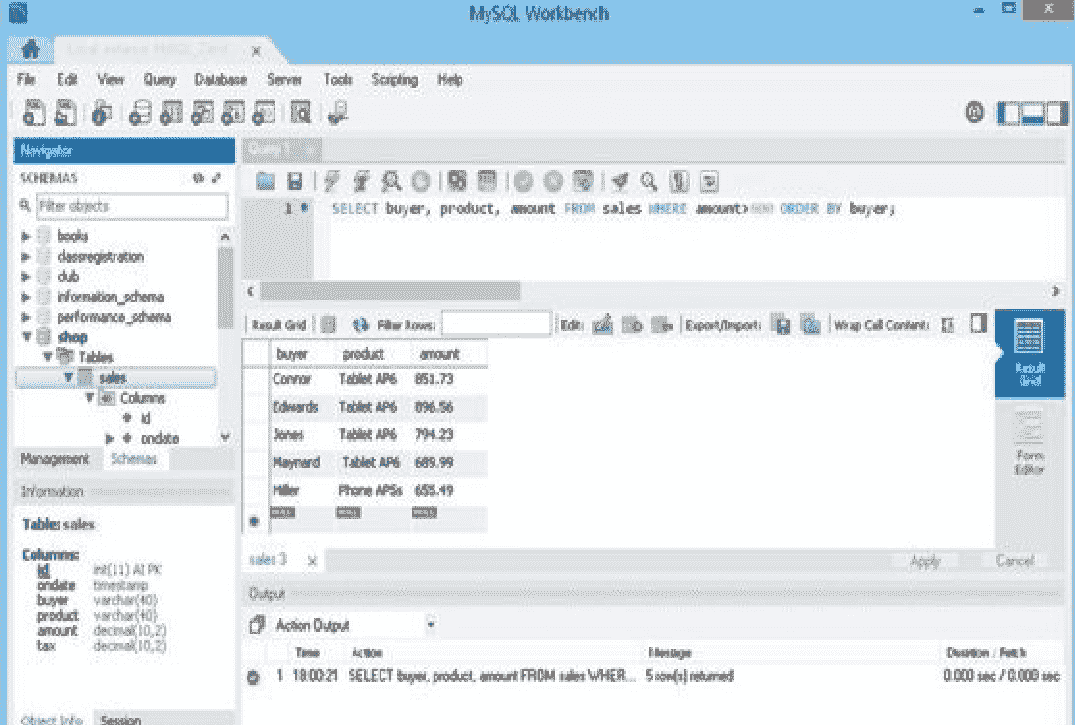 MySQL Workbench
File Edit View Query Database Server Tools Scripting Help
Navigator
Query 1
SCHEMAS
Filter objects
1 SELECT buyer, product, amount FROM sales WHERE amount> ORDER BY buyer;
books
classregistration
club
information_schema
performance_schema
shop
Tables
sales
Columns
id
ondate
Management Schemas
Result Grid Filter Rows: Edit: Export/Import: Wrap Cell Content:
buyer product amount
Connor Tablet AP6 851.73
Edwards Tablet AP6 896.56
Jones Tablet AP6 794.23
Maynard Tablet AP6 689.99
Miller Phone AP5s 655.49
NULL NULL NULL
Result Grid
Form Editor
Information
Table: sales
Columns:
id int(11) AI PK
ondate timestamp
buyer varchar(40)
product varchar(40)
amount decimal(10,2)
tax decimal(10,2)
sales 3 Apply Cancel
Output
Action Output
Time Action Message Duration / Fetch
1 18:00:21 SELECT buyer, product, amount FROM sales WHER... 5 row(s) returned 0.000 sec / 0.000 sec
Object Info Session